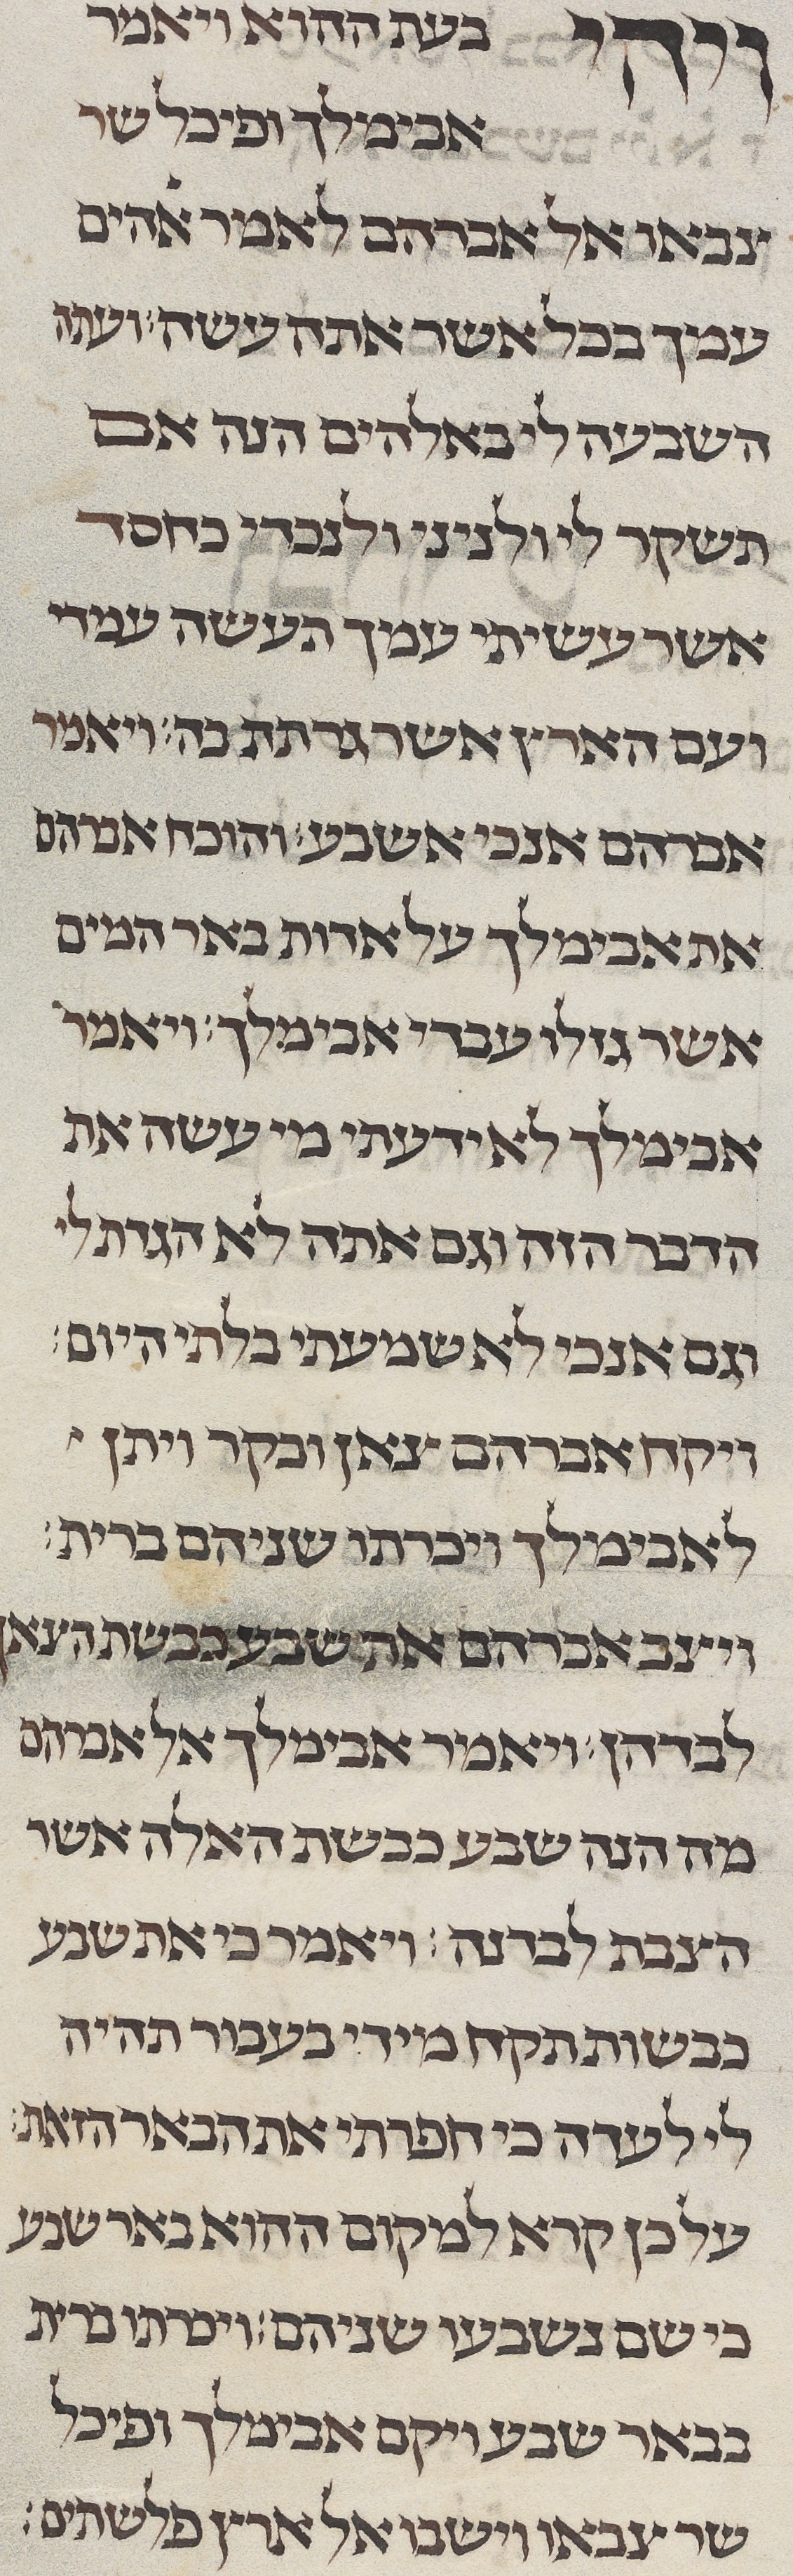 ויהי בעת ההוא ויאמר
אבימלך ופיכל שר
צבאו אל אברהם לאמר אהים
עמך בכל אשר אתה עשה: ועתה
השבעה לי באלהים הנה אם
תשקר לי ולניני ולנכדי כחסד
אשר עשיתי עמך תעשה עמדי
ועם הארץ אשר גרתה בה: ויאמר
אברהם אנכי אשבע: והוכח אברהם
את אבימלך על אדות באר המים
אשר גזלו עבדי אבימלך: ויאמר
אבימלך לא ידעתי מי עשה את
הדבר הזה וגם אתה לא הגדת לי
וגם אנכי לא שמעתי בלתי היום:
ויקח אברהם צאן ובקר ויתן
לאבימלך ויכרתו שניהם ברית:
ויצב אברהם את שבע כבשת הצאן
לבדהן: ויאמר אבימלך אל אברהם
מה הנה שבע כבשת האלה אשר
הצבת לבדנה: ויאמר כי את שבע
כבשות תקח מידי בעבור תהיה
לי לעדה כי חפרתי את הבאר הזאת:
על כן קרא למקום ההוא באר שבע
כי שם נשבעו שניהם: ויכרתו ברית
בבאר שבע ויקם אבימלך ופיכל
שר צבאו וישבו אל ארץ פלשתים: